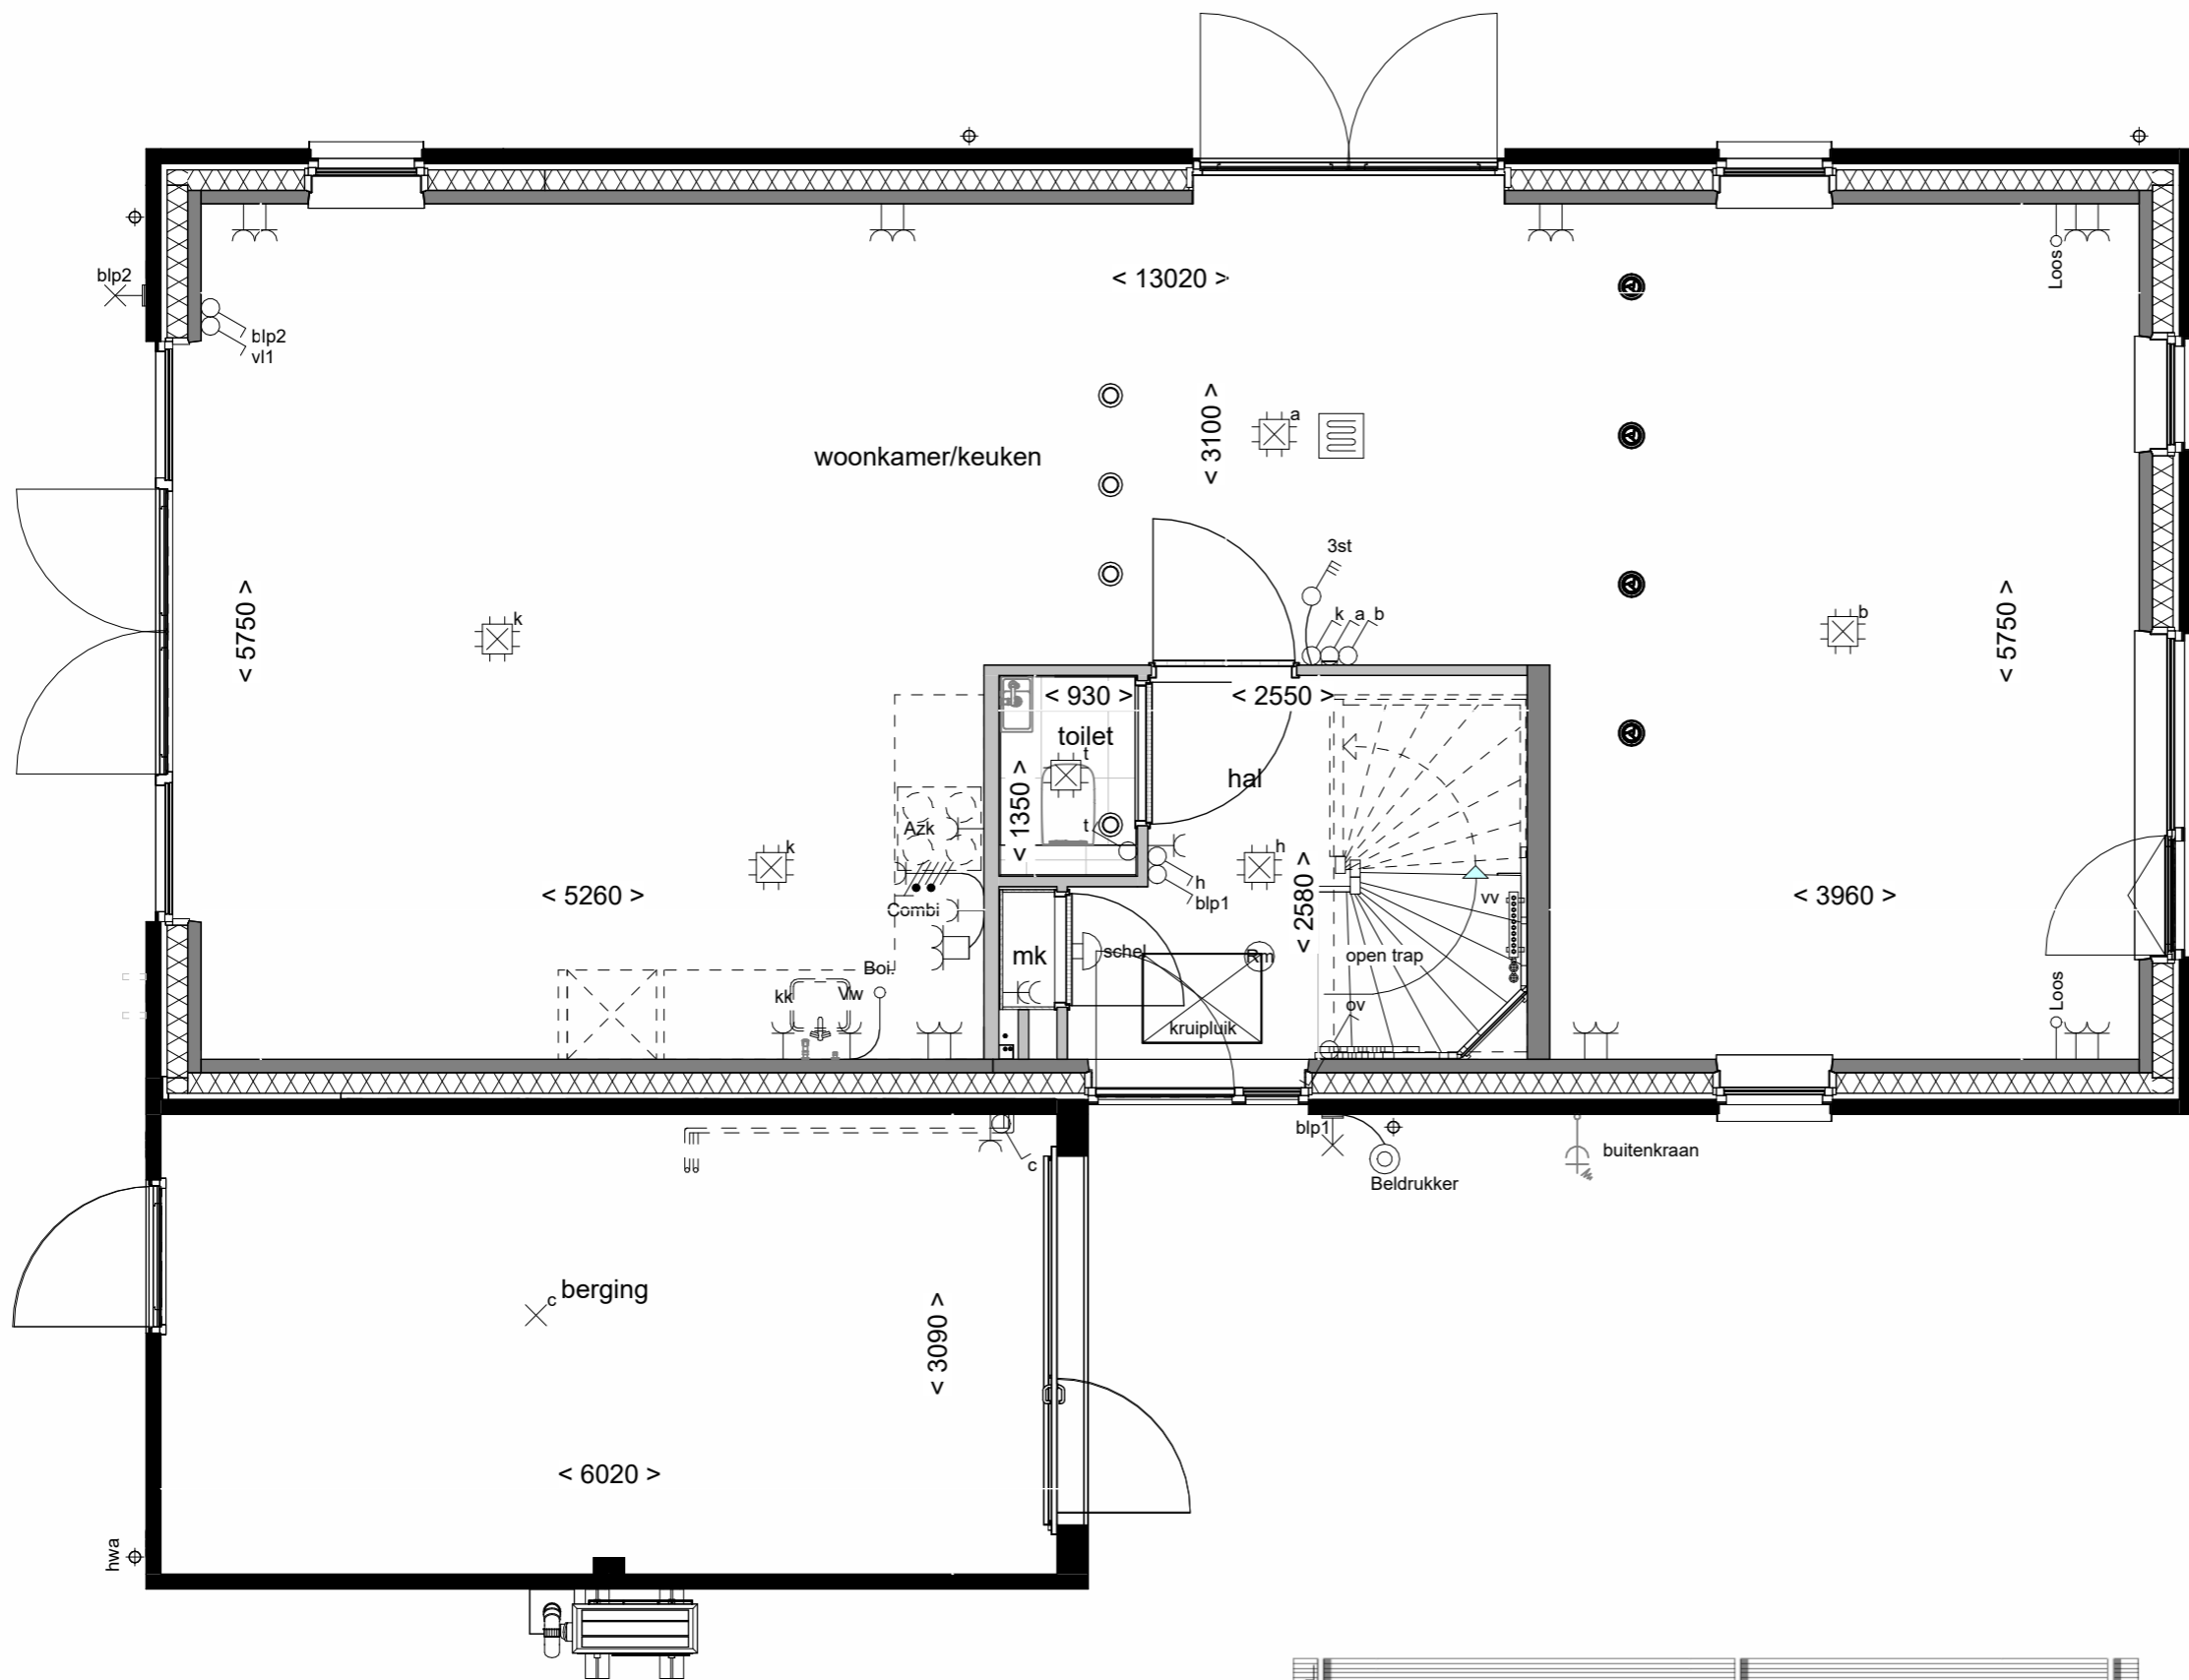 < 13020 >
Loos
blp2
blp2
vl1
a
< 3100 >
woonkamer/keuken
3st
k a b
k
b
< 5750 >
< 5750 >
< 930 >
< 2550 >
toilet
t
hal
< 1350 >
Azk
t
k
h
h
blp1
< 5260 >
< 2580 >
vv
< 3960 >
Combi
mk
schel
Rm
open trap
Boi.
kk
Vw
ov
Loos
kruipluik
blp1
buitenkraan
c
Beldrukker
c
berging
< 3090 >
< 6020 >
hwa